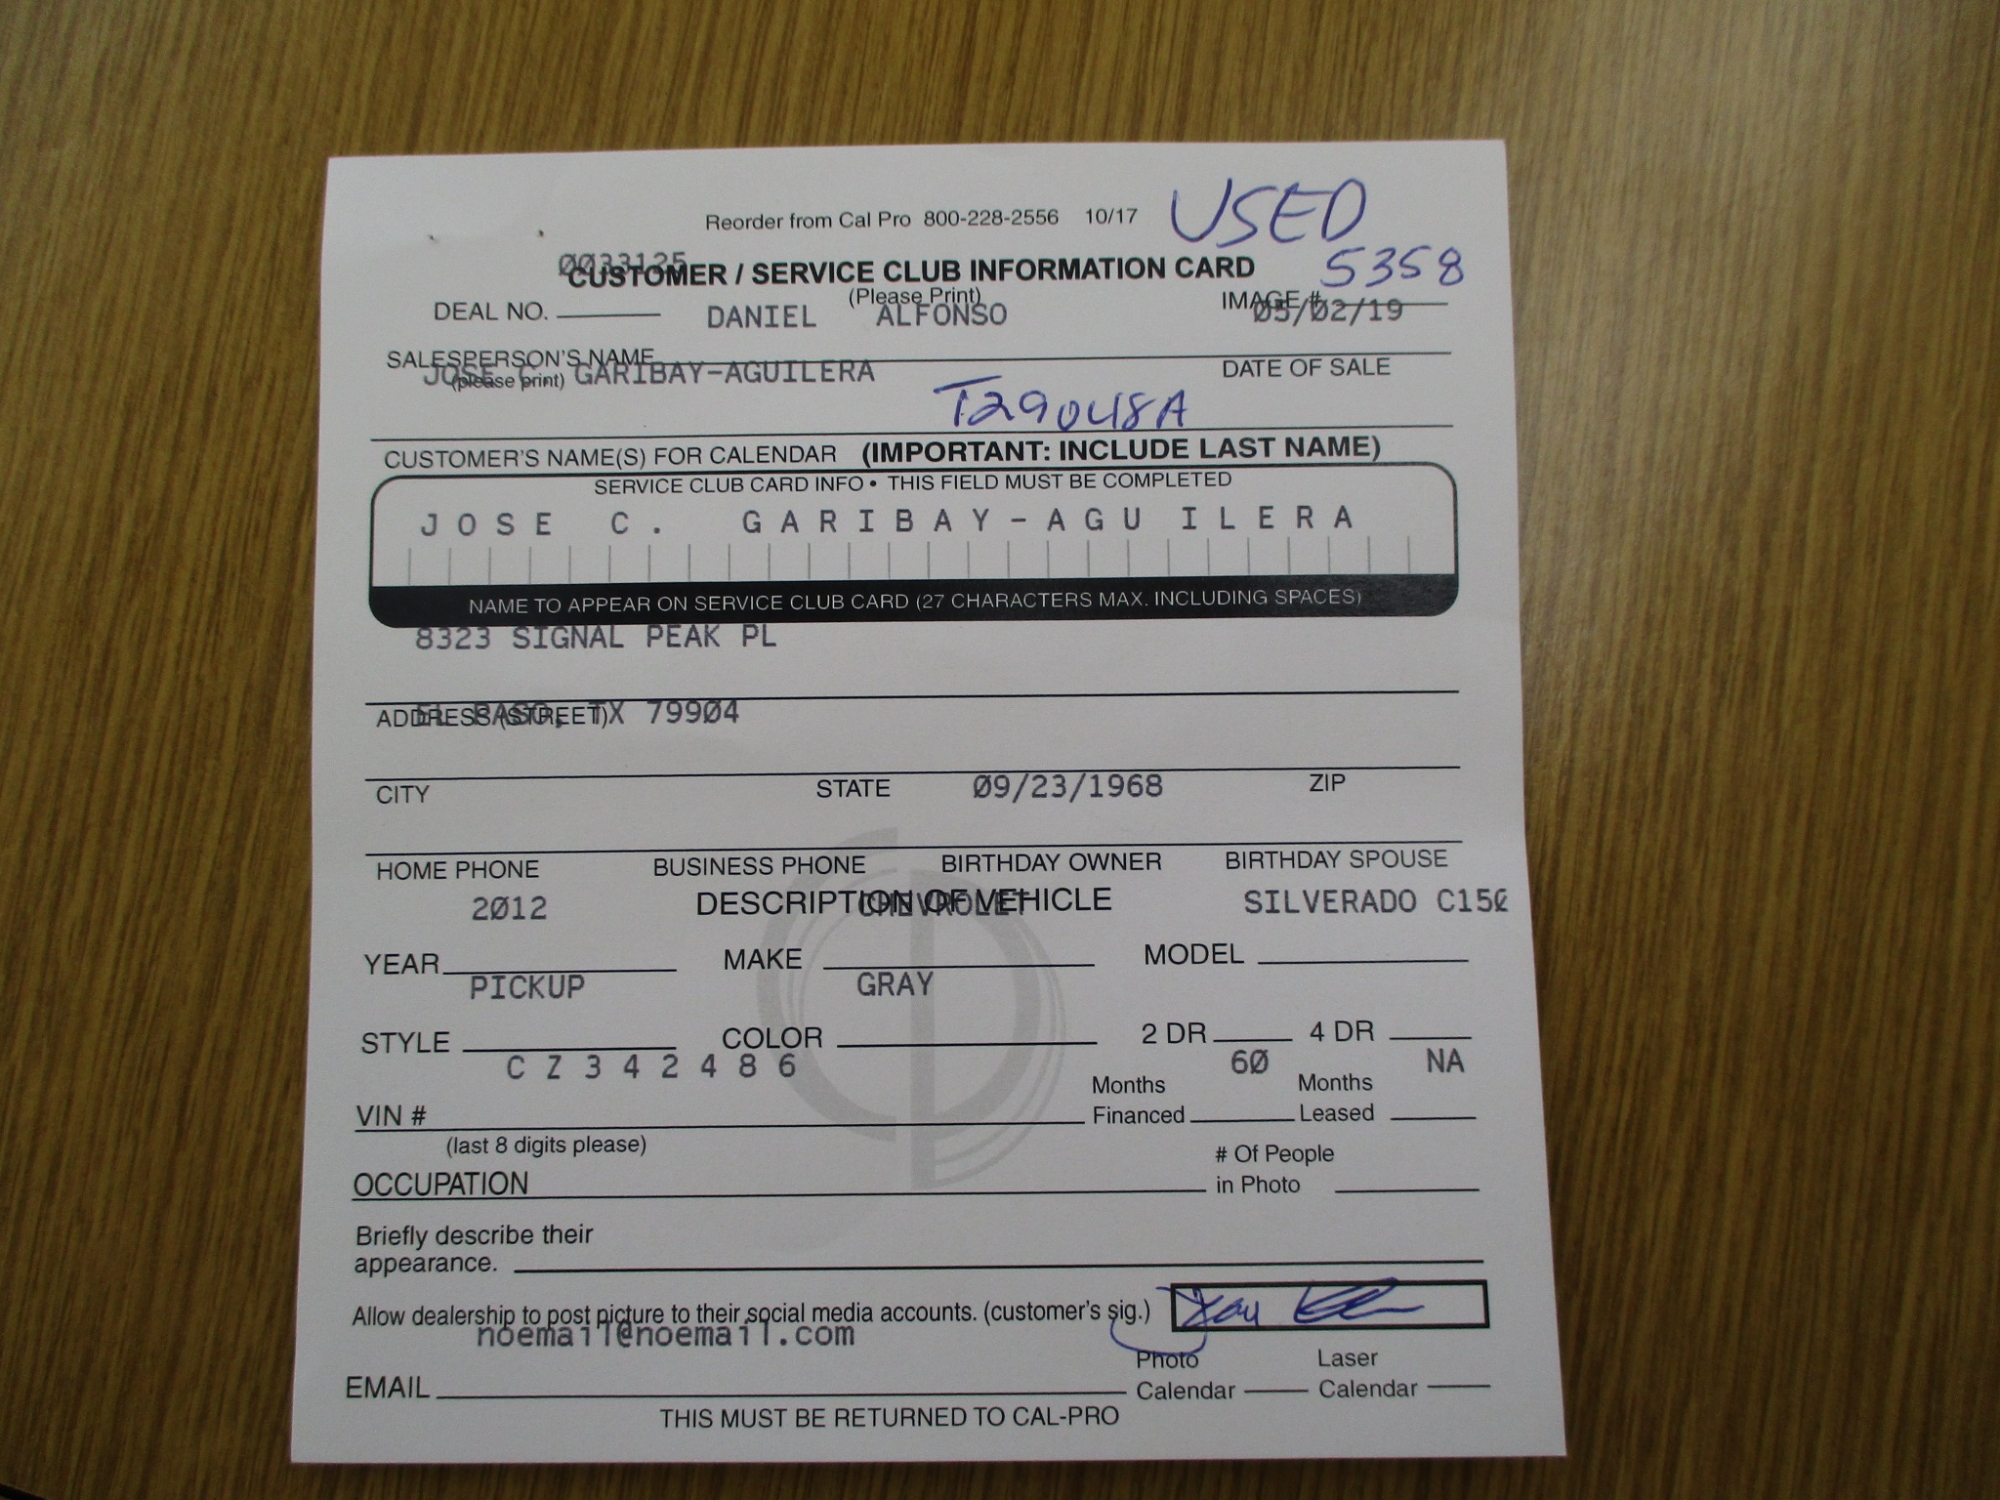 Reorder from Cal Pro 800-228-2556 10/17 USED
0033125
CUSTOMER / SERVICE CLUB INFORMATION CARD 5358
(Please Print)
DEAL NO. DANIEL ALFONSO IMAGE #
05/02/19
SALESPERSON'S NAME DATE OF SALE
(please print)
JOSE C. GARIBAY-AGUILERA
T29048A
CUSTOMER'S NAME(S) FOR CALENDAR (IMPORTANT: INCLUDE LAST NAME)
SERVICE CLUB CARD INFO • THIS FIELD MUST BE COMPLETED
JOSE C. GARIBAY-AGUILERA
NAME TO APPEAR ON SERVICE CLUB CARD (27 CHARACTERS MAX. INCLUDING SPACES)
8323 SIGNAL PEAK PL
ADDRESS (STREET)
EL PASO, TX 79904
CITY STATE 09/23/1968 ZIP
HOME PHONE BUSINESS PHONE BIRTHDAY OWNER BIRTHDAY SPOUSE
DESCRIPTION OF VEHICLE
2012 CHEVROLET SILVERADO C150
YEAR MAKE MODEL
PICKUP GRAY
STYLE COLOR 2 DR 4 DR
CZ342486 60 NA
VIN # Months Financed Months Leased
(last 8 digits please)
OCCUPATION # Of People in Photo
Briefly describe their
appearance.
Allow dealership to post picture to their social media accounts. (customer's sig.)
noemail@noemail.com
EMAIL Photo Calendar Laser Calendar
THIS MUST BE RETURNED TO CAL-PRO